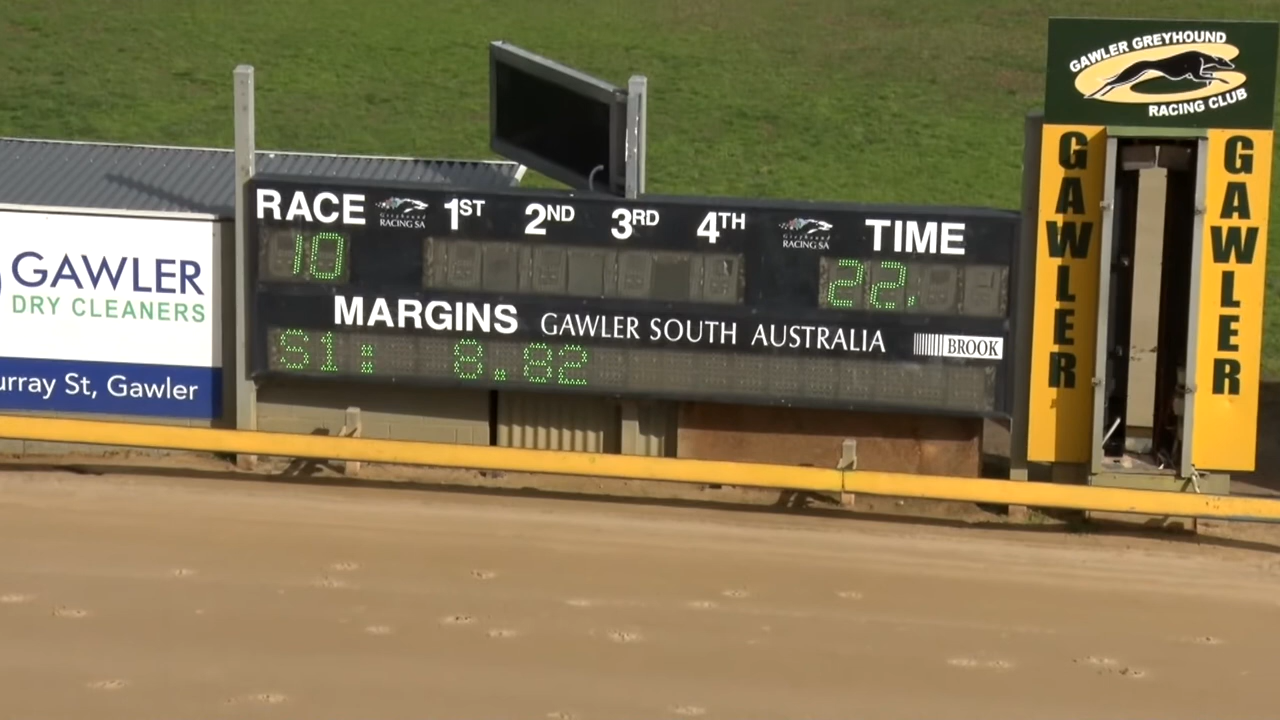 GAWLER GREYHOUND
RACING CLUB
RACE
Greyhound
RACING SA
1ST 2ND 3RD 4TH
Greyhound
RACING SA
TIME
10
22.
MARGINS GAWLER SOUTH AUSTRALIA BROOK
S1: 8.82
GAWLER
DRY CLEANERS
urray St, Gawler
GAWLER
GAWLER